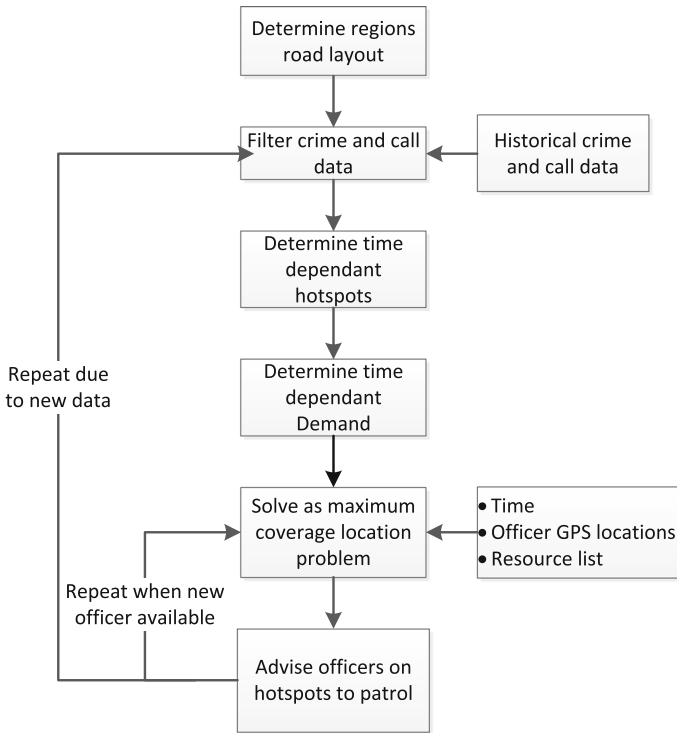 Determine regions
road layout
Filter crime and call
data
Historical crime
and call data
Determine time
dependant
hotspots
Determine time
dependant
Demand
Repeat due
to new data
Solve as maximum
coverage location
problem
• Time
• Officer GPS locations
• Resource list
Repeat when new
officer available
Advise officers on
hotspots to patrol